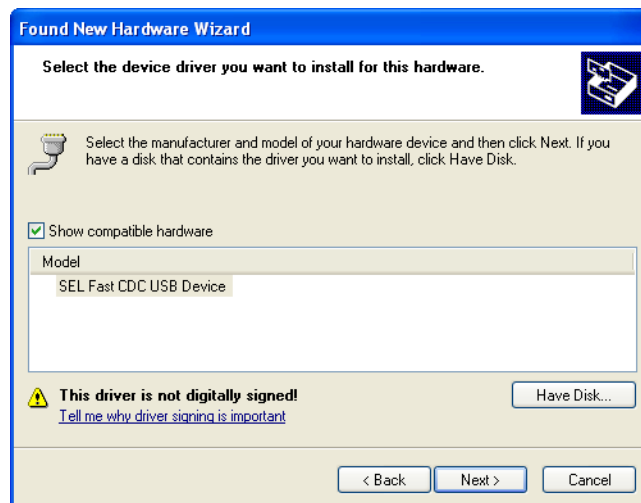 Found New Hardware Wizard
Select the device driver you want to install for this hardware.
Select the manufacturer and model of your hardware device and then click Next. If you
have a disk that contains the driver you want to install, click Have Disk.
Show compatible hardware
Model
SEL Fast CDC USB Device
This driver is not digitally signed!
Have Disk...
Tell me why driver signing is important
< Back
Next >
Cancel